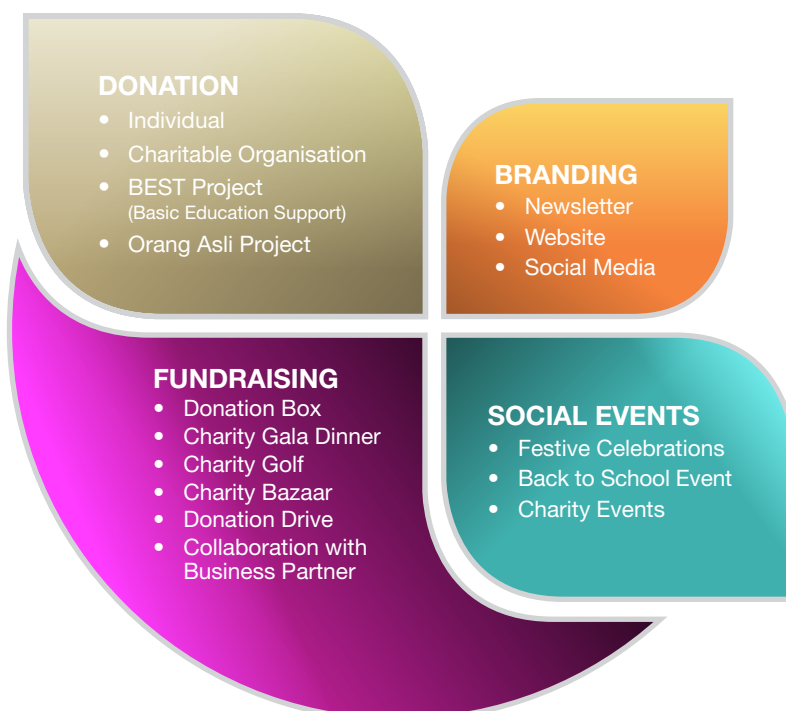 DONATION
• Individual
• Charitable Organisation
• BEST Project
(Basic Education Support)
• Orang Asli Project
BRANDING
• Newsletter
• Website
• Social Media
FUNDRAISING
• Donation Box
• Charity Gala Dinner
• Charity Golf
• Charity Bazaar
• Donation Drive
• Collaboration with
Business Partner
SOCIAL EVENTS
• Festive Celebrations
• Back to School Event
• Charity Events